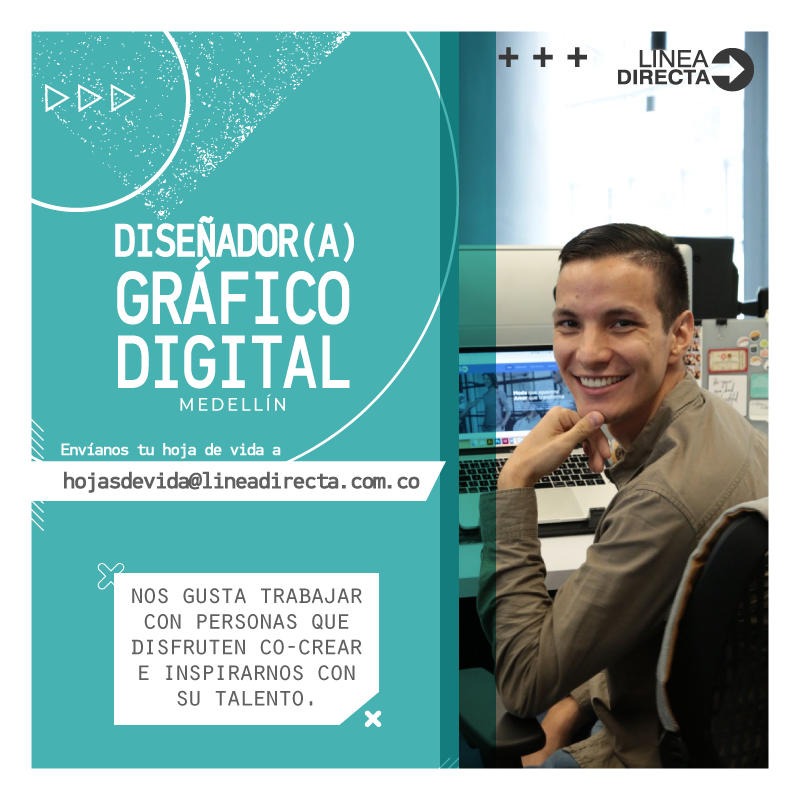 LINEA
DIRECTA
DISEÑADOR(A)
GRÁFICO
DIGITAL
MEDELLÍN
Envíanos tu hoja de vida a
hojasdevida@lineadirecta.com.co
NOS GUSTA TRABAJAR
CON PERSONAS QUE
DISFRUTEN CO-CREAR
E INSPIRARNOS CON
SU TALENTO.